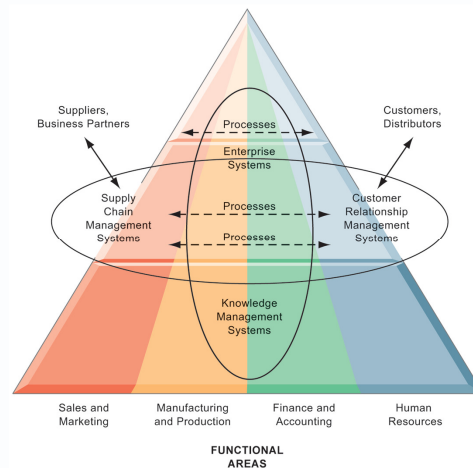 Suppliers,
Business Partners
Customers,
Distributors
Processes
Enterprise
Systems
Supply
Chain
Management
Systems
Processes
Processes
Customer
Relationship
Management
Systems
Knowledge
Management
Systems
Sales and
Marketing
Manufacturing
and Production
Finance and
Accounting
Human
Resources
FUNCTIONAL
AREAS